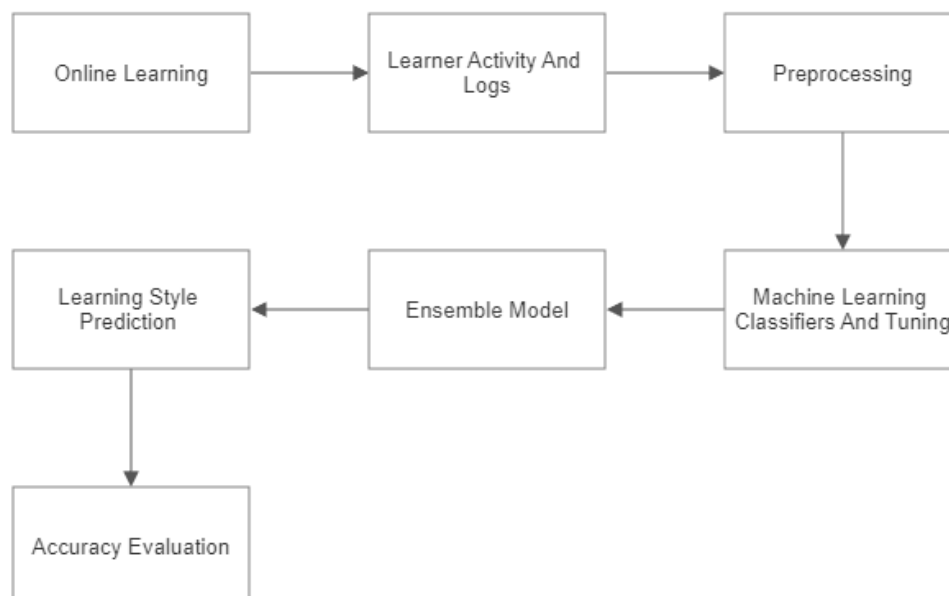 Online Learning
Learner Activity And
Logs
Preprocessing
Machine Learning
Classifiers And Tuning
Ensemble Model
Learning Style
Prediction
Accuracy Evaluation